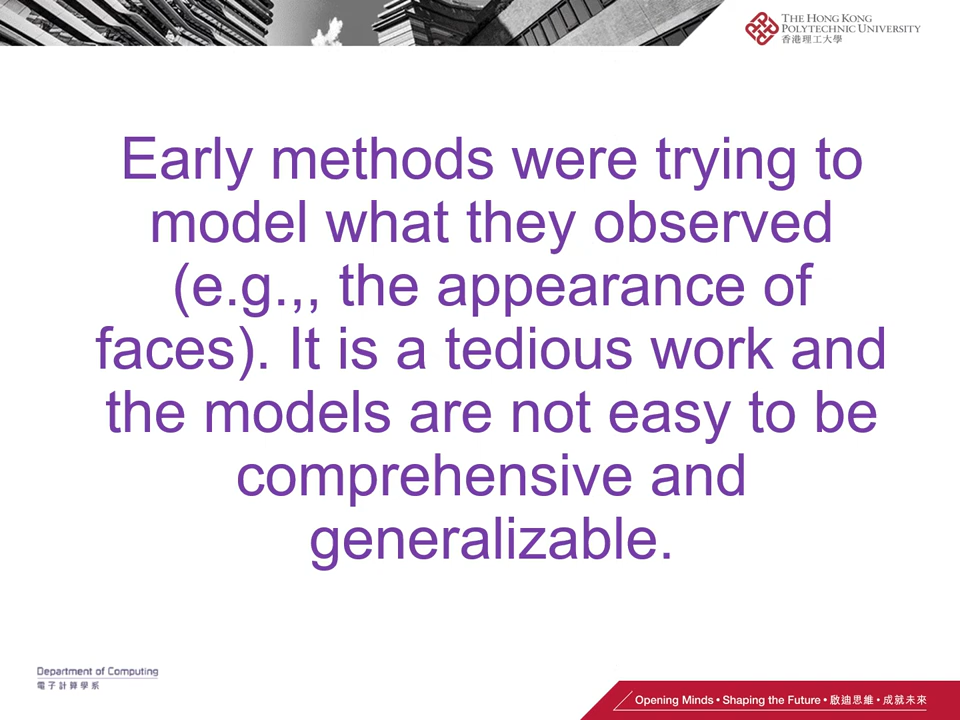 THE HONG KONG
POLYTECHNIC UNIVERSITY
香港理工大學
Early methods were trying to
model what they observed
(e.g.,, the appearance of
faces). It is a tedious work and
the models are not easy to be
comprehensive and
generalizable.
Department of Computing
電子計算學系
Opening Minds • Shaping the Future • 啟迪思維 • 成就未來